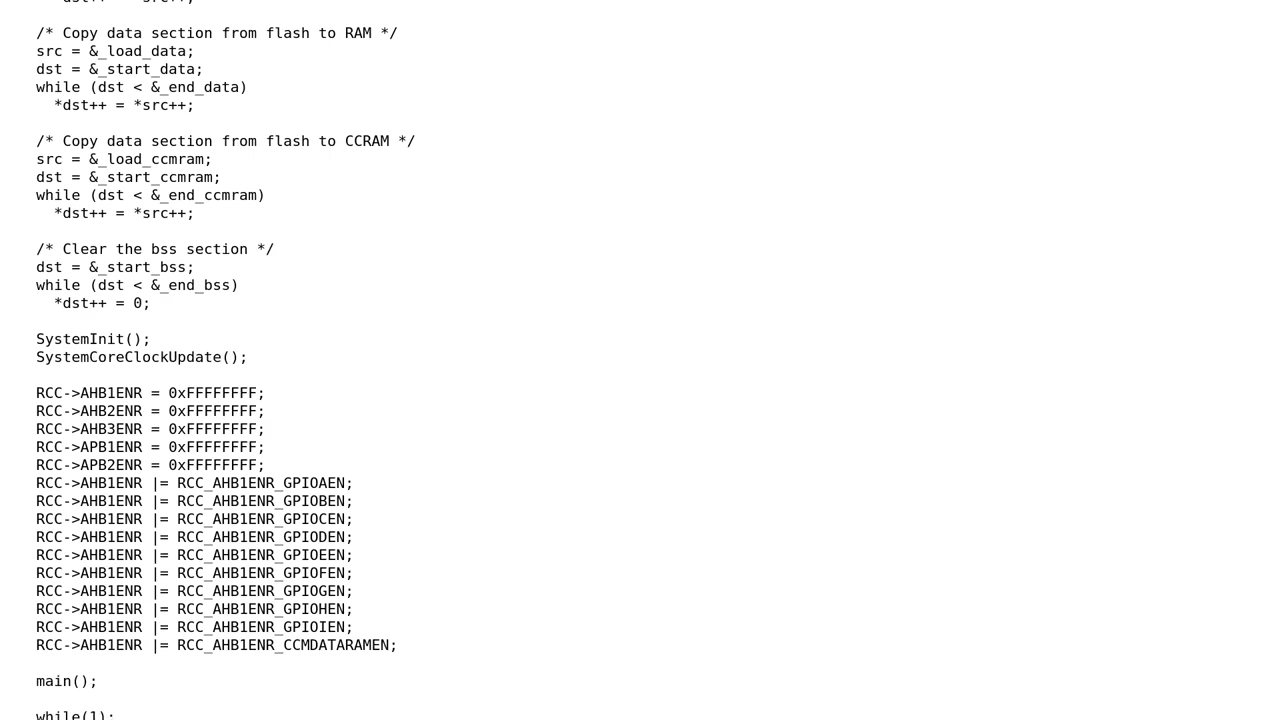 *dst++ = *src++;
/* Copy data section from flash to RAM */
src = &_load_data;
dst = &_start_data;
while (dst < &_end_data)
*dst++ = *src++;
/* Copy data section from flash to CCRAM */
src = &_load_ccmram;
dst = &_start_ccmram;
while (dst < &_end_ccmram)
*dst++ = *src++;
/* Clear the bss section */
dst = &_start_bss;
while (dst < &_end_bss)
*dst++ = 0;
SystemInit();
SystemCoreClockUpdate();
RCC->AHB1ENR = 0xFFFFFFFF;
RCC->AHB2ENR = 0xFFFFFFFF;
RCC->AHB3ENR = 0xFFFFFFFF;
RCC->APB1ENR = 0xFFFFFFFF;
RCC->APB2ENR = 0xFFFFFFFF;
RCC->AHB1ENR |= RCC_AHB1ENR_GPIOAEN;
RCC->AHB1ENR |= RCC_AHB1ENR_GPIOBEN;
RCC->AHB1ENR |= RCC_AHB1ENR_GPIOCEN;
RCC->AHB1ENR |= RCC_AHB1ENR_GPIODEN;
RCC->AHB1ENR |= RCC_AHB1ENR_GPIOEEN;
RCC->AHB1ENR |= RCC_AHB1ENR_GPIOFEN;
RCC->AHB1ENR |= RCC_AHB1ENR_GPIOGEN;
RCC->AHB1ENR |= RCC_AHB1ENR_GPIOHEN;
RCC->AHB1ENR |= RCC_AHB1ENR_GPIOIEN;
RCC->AHB1ENR |= RCC_AHB1ENR_CCMDATARAMEN;
main();
while(1);